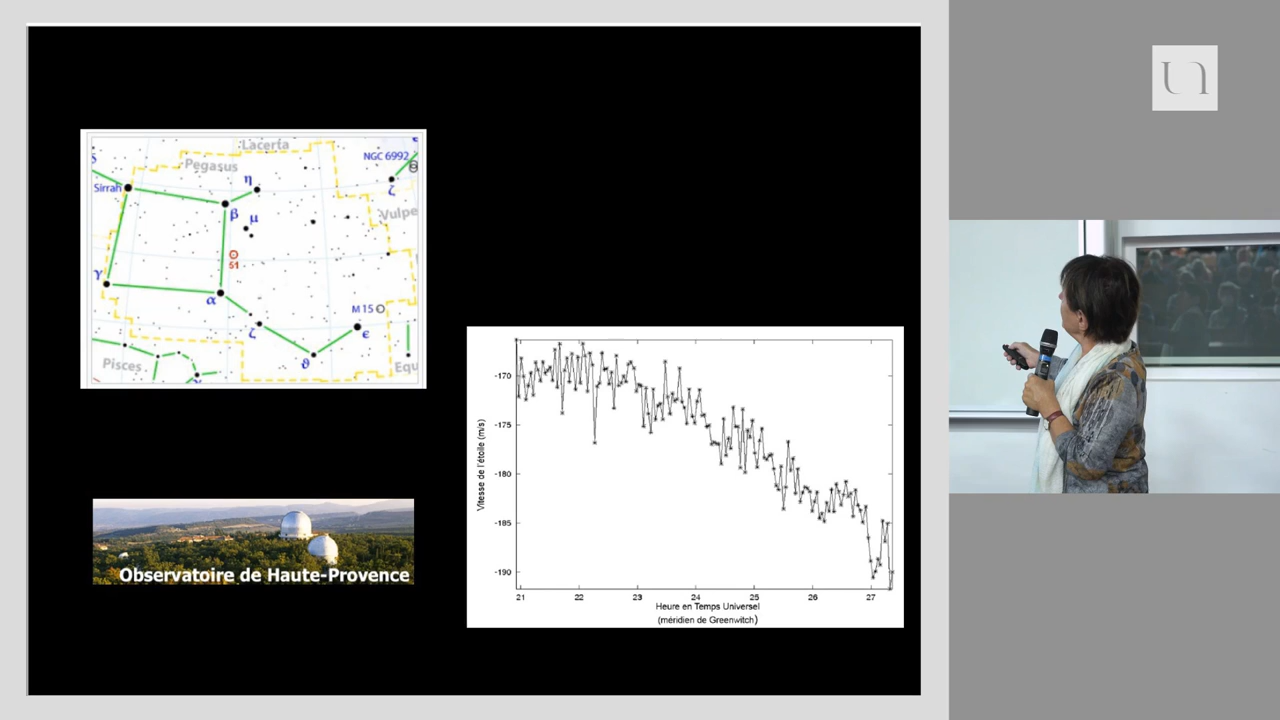 Lacerta
Pegasus
NGC 6992
Sirrah
η
β
μ
ζ
Vulpe
51
γ
α
M 15
ζ
ε
ϑ
Pisces
Equ
Observatoire de Haute-Provence
Vitesse de l'étoile (m/s)
-170
-175
-180
-185
-190
21 22 23 24 25 26 27
Heure en Temps Universel
(méridien de Greenwitch)
un